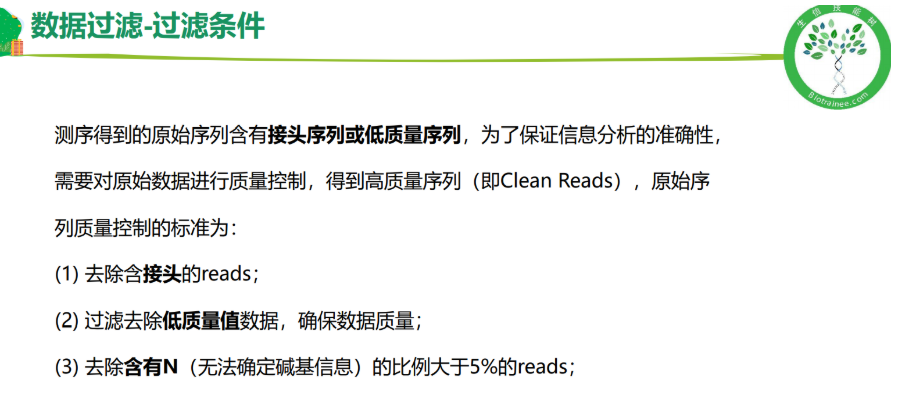 数据过滤-过滤条件
生信技能树
Biotrainee.com
测序得到的原始序列含有接头序列或低质量序列，为了保证信息分析的准确性，
需要对原始数据进行质量控制，得到高质量序列（即Clean Reads），原始序
列质量控制的标准为：
(1) 去除含接头的reads；
(2) 过滤去除低质量值数据，确保数据质量；
(3) 去除含有N（无法确定碱基信息）的比例大于5%的reads；